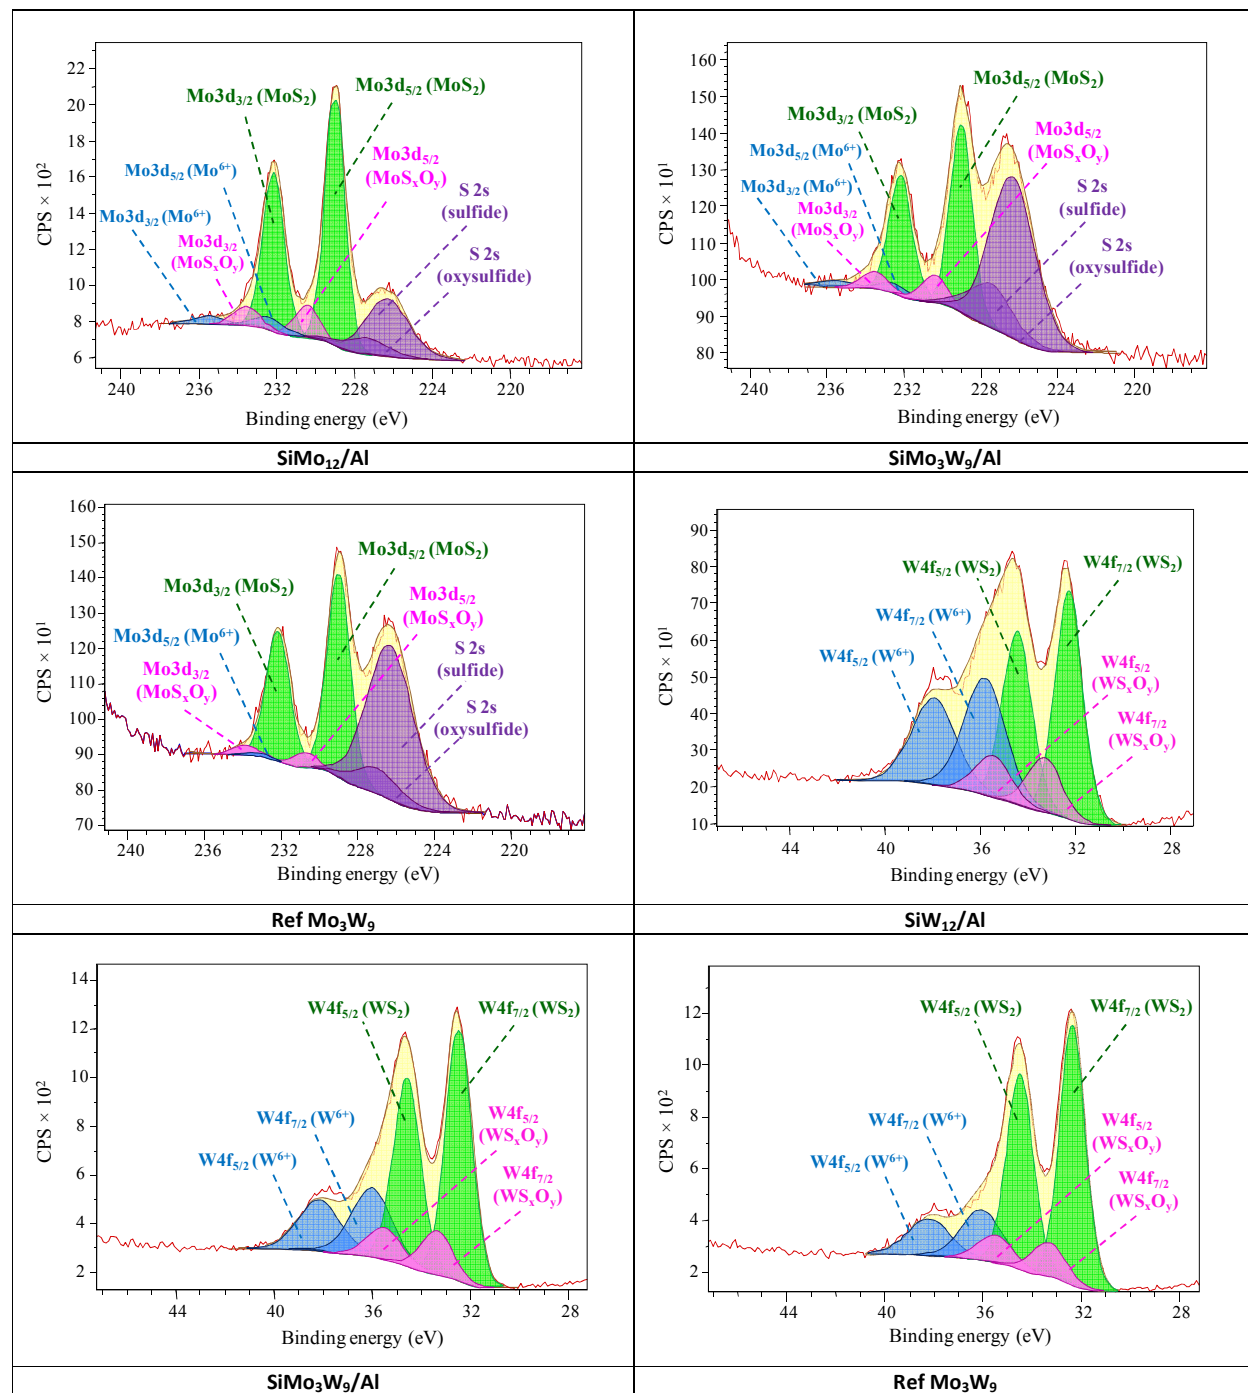 CPS × 10²
22
20
18
16
14
12
10
8
6
Mo3d₃/₂ (MoS₂)
Mo3d₅/₂ (MoS₂)
Mo3d₅/₂ (Mo⁶⁺)
Mo3d₃/₂ (Mo⁶⁺)
Mo3d₃/₂
(MoSₓOᵧ)
Mo3d₅/₂
(MoSₓOᵧ)
S 2s
(sulfide)
S 2s
(oxysulfide)
240 236 232 228 224 220
Binding energy (eV)
SiMo₁₂/Al
CPS × 10¹
160
150
140
130
120
110
100
90
80
Mo3d₅/₂ (MoS₂)
Mo3d₃/₂ (MoS₂)
Mo3d₅/₂
(MoSₓOᵧ)
Mo3d₅/₂ (Mo⁶⁺)
Mo3d₃/₂ (Mo⁶⁺)
Mo3d₃/₂
(MoSₓOᵧ)
S 2s
(sulfide)
S 2s
(oxysulfide)
240 236 232 228 224 220
Binding energy (eV)
SiMo₃W₉/Al
CPS × 10¹
160
150
140
130
120
110
100
90
80
70
Mo3d₅/₂ (MoS₂)
Mo3d₃/₂ (MoS₂)
Mo3d₅/₂
(MoSₓOᵧ)
Mo3d₅/₂ (Mo⁶⁺)
Mo3d₃/₂
(MoSₓOᵧ)
S 2s
(sulfide)
S 2s
(oxysulfide)
240 236 232 228 224 220
Binding energy (eV)
Ref Mo₃W₉
CPS × 10¹
90
80
70
60
50
40
30
20
10
W4f₅/₂ (WS₂)
W4f₇/₂ (WS₂)
W4f₇/₂ (W⁶⁺)
W4f₅/₂ (W⁶⁺)
W4f₅/₂
(WSₓOᵧ)
W4f₇/₂
(WSₓOᵧ)
44 40 36 32 28
Binding energy (eV)
SiW₁₂/Al
CPS × 10²
14
12
10
8
6
4
2
W4f₅/₂ (WS₂)
W4f₇/₂ (WS₂)
W4f₇/₂ (W⁶⁺)
W4f₅/₂ (W⁶⁺)
W4f₅/₂
(WSₓOᵧ)
W4f₇/₂
(WSₓOᵧ)
44 40 36 32 28
Binding energy (eV)
SiMo₃W₉/Al
CPS × 10²
12
10
8
6
4
2
W4f₅/₂ (WS₂)
W4f₇/₂ (WS₂)
W4f₇/₂ (W⁶⁺)
W4f₅/₂ (W⁶⁺)
W4f₅/₂
(WSₓOᵧ)
W4f₇/₂
(WSₓOᵧ)
44 40 36 32 28
Binding energy (eV)
Ref Mo₃W₉